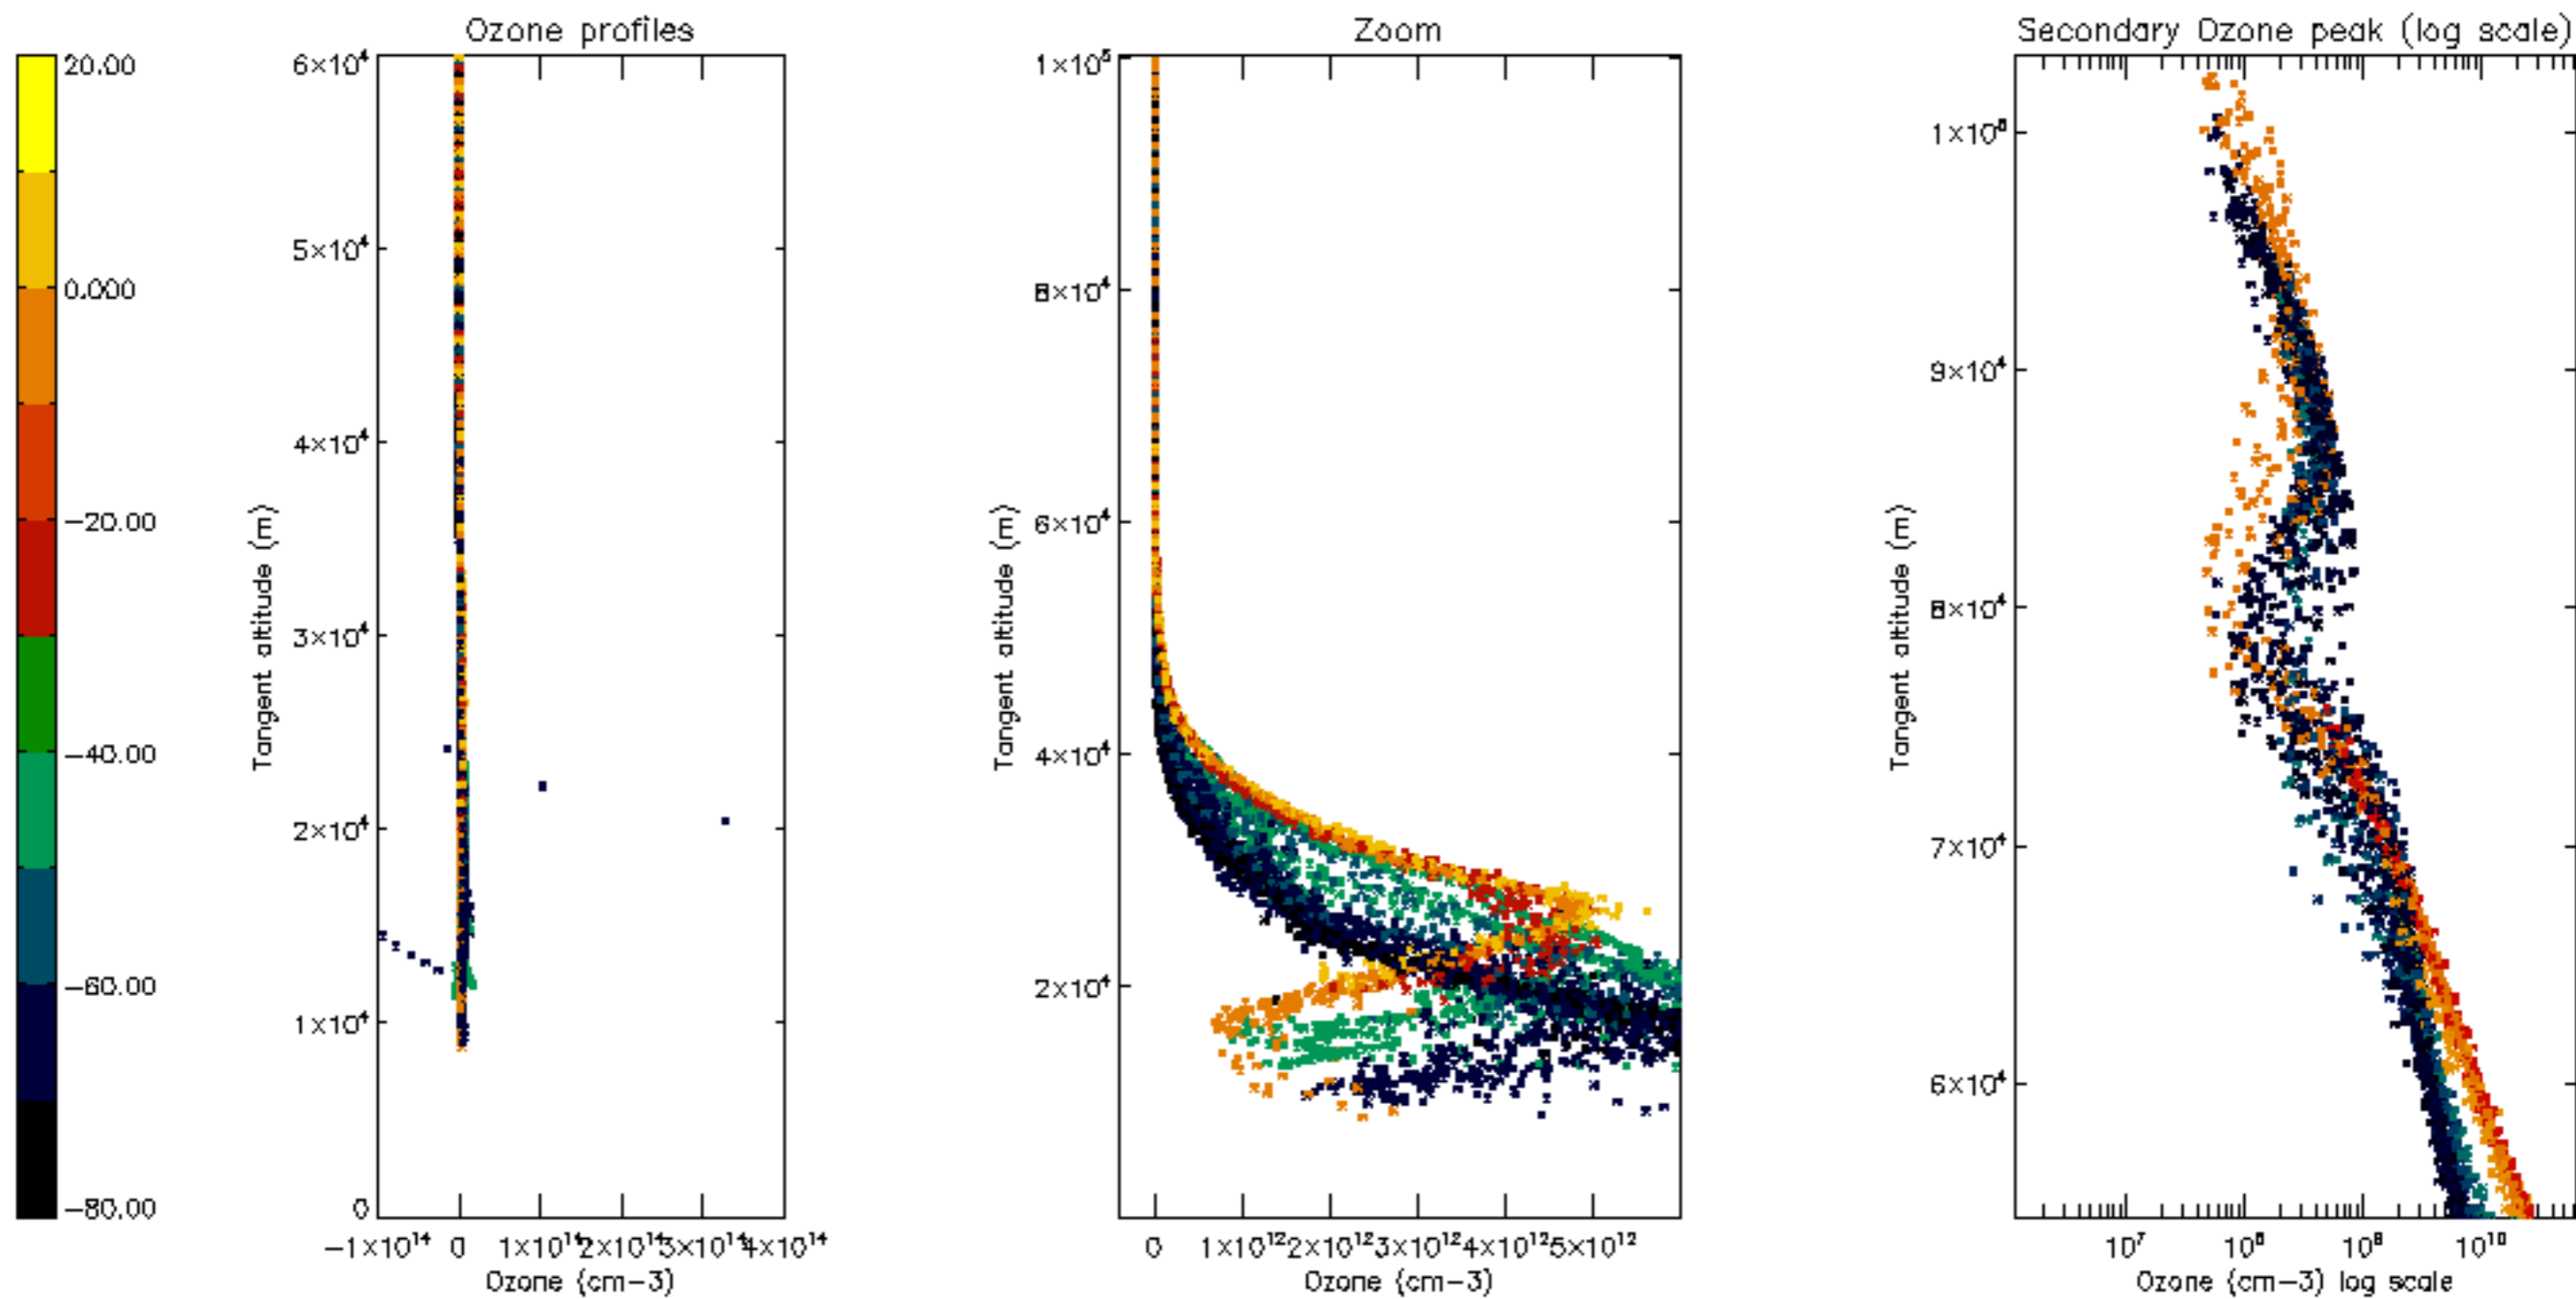 Ozone profiles
Zoom
Secondary Ozone peak (log scale)
20.00
0.000
−20.00
−40.00
−60.00
−80.00
6×10⁴
5×10⁴
4×10⁴
3×10⁴
2×10⁴
1×10⁴
0
Tangent altitude (m)
−1×10¹⁴ 0 1×10¹⁴ 2×10¹⁴ 3×10¹⁴ 4×10¹⁴
Ozone (cm−3)
1×10⁵
8×10⁴
6×10⁴
4×10⁴
2×10⁴
Tangent altitude (m)
0 1×10¹² 2×10¹² 3×10¹² 4×10¹² 5×10¹²
Ozone (cm−3)
1×10⁵
9×10⁴
8×10⁴
7×10⁴
6×10⁴
Tangent altitude (m)
10⁷ 10⁸ 10⁹ 10¹⁰
Ozone (cm−3) log scale